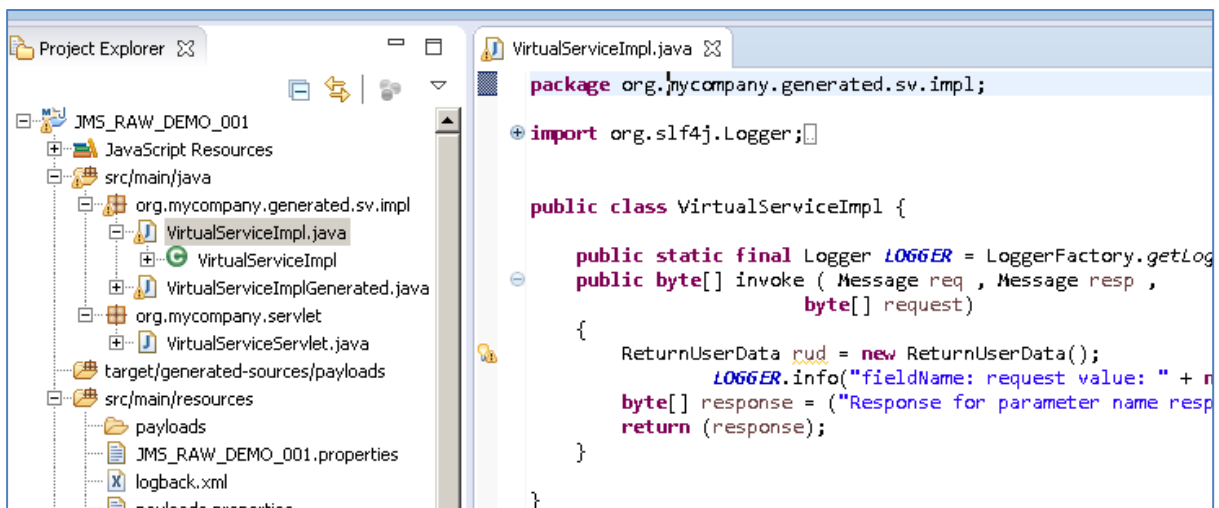 Project Explorer
JMS_RAW_DEMO_001
JavaScript Resources
src/main/java
org.mycompany.generated.sv.impl
VirtualServiceImpl.java
VirtualServiceImpl
VirtualServiceImplGenerated.java
org.mycompany.servlet
VirtualServiceServlet.java
target/generated-sources/payloads
src/main/resources
payloads
JMS_RAW_DEMO_001.properties
logback.xml
payloads.properties
VirtualServiceImpl.java
package org.mycompany.generated.sv.impl;
import org.slf4j.Logger;
public class VirtualServiceImpl {
public static final Logger LOGGER = LoggerFactory.getLog
public byte[] invoke ( Message req , Message resp ,
byte[] request)
{
ReturnUserData rud = new ReturnUserData();
LOGGER.info("fieldName: request value: " + n
byte[] response = ("Response for parameter name resp
return (response);
}
}